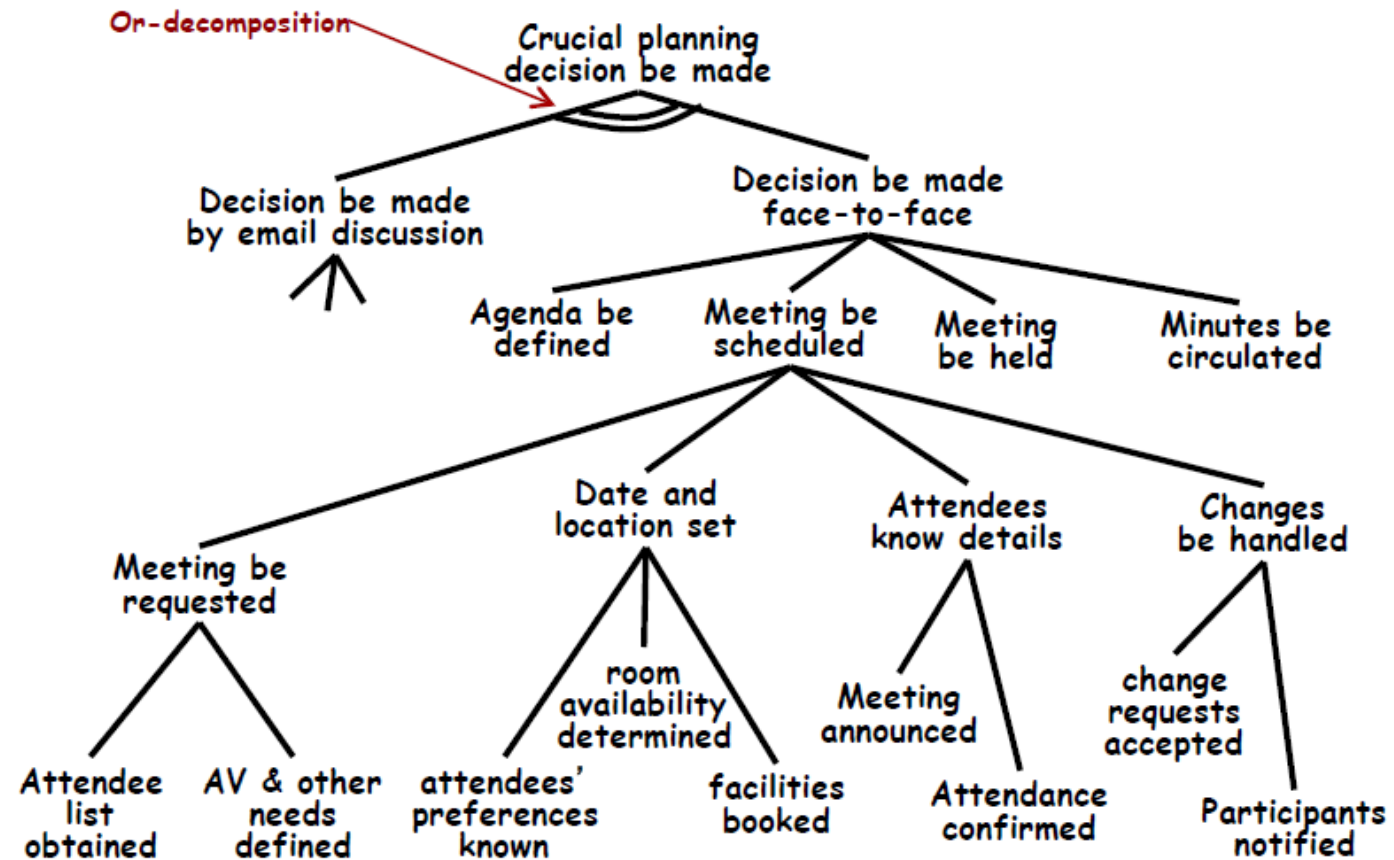 Or-decomposition
Crucial planning
decision be made
Decision be made
by email discussion
Decision be made
face-to-face
Agenda be
defined
Meeting be
scheduled
Meeting
be held
Minutes be
circulated
Meeting be
requested
Date and
location set
Attendees
know details
Changes
be handled
Attendee
list
obtained
AV & other
needs
defined
attendees'
preferences
known
room
availability
determined
facilities
booked
Meeting
announced
Attendance
confirmed
change
requests
accepted
Participants
notified